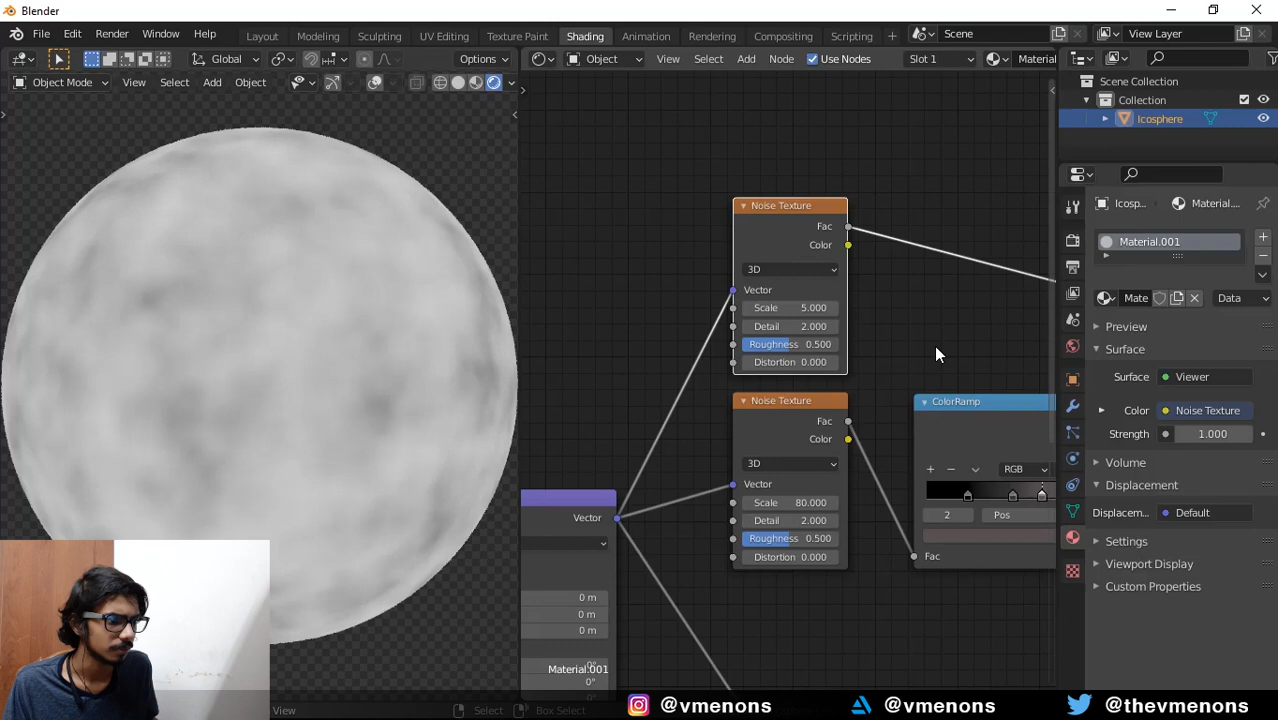 Blender
File Edit Render Window Help Layout Modeling Sculpting UV Editing Texture Paint Shading Animation Rendering Compositing Scripting Scene View Layer
Global Options Object View Select Add Node Use Nodes Slot 1 Material
Object Mode View Select Add Object
Scene Collection
Collection
Icosphere
Icosp... Material....
Material.001
Mate Data
Preview
Surface
Surface Viewer
Color Noise Texture
Strength 1.000
Volume
Displacement
Displacem... Default
Settings
Viewport Display
Custom Properties
Noise Texture
Fac
Color
3D
Vector
Scale 5.000
Detail 2.000
Roughness 0.500
Distortion 0.000
Noise Texture
Fac
Color
3D
Vector
Scale 80.000
Detail 2.000
Roughness 0.500
Distortion 0.000
ColorRamp
RGB
2 Pos
Fac
Vector
0 m
0 m
0 m
0°
0°
Material.001
View Select Box Select
@vmenons @vmenons @thevmenons